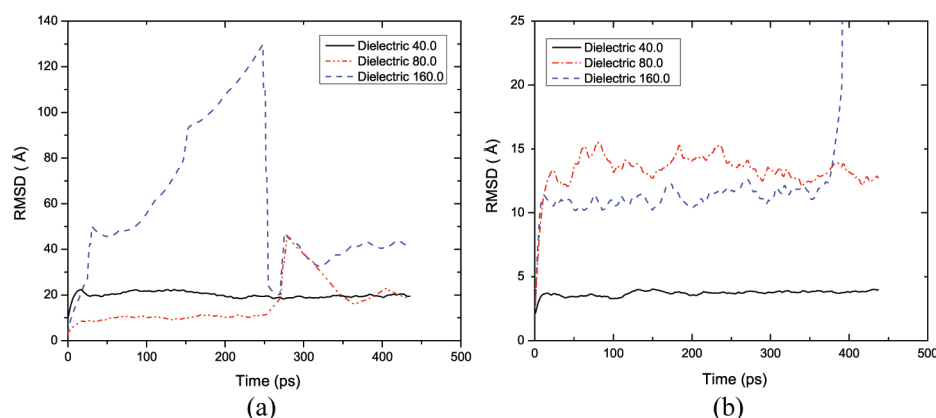 140
120
100
80
60
40
20
0
RMSD ( Å)
Dielectric 40.0
Dielectric 80.0
Dielectric 160.0
0 100 200 300 400 500
Time (ps)
(a)
25
20
15
10
5
0
RMSD ( Å)
Dielectric 40.0
Dielectric 80.0
Dielectric 160.0
0 100 200 300 400 500
Time (ps)
(b)